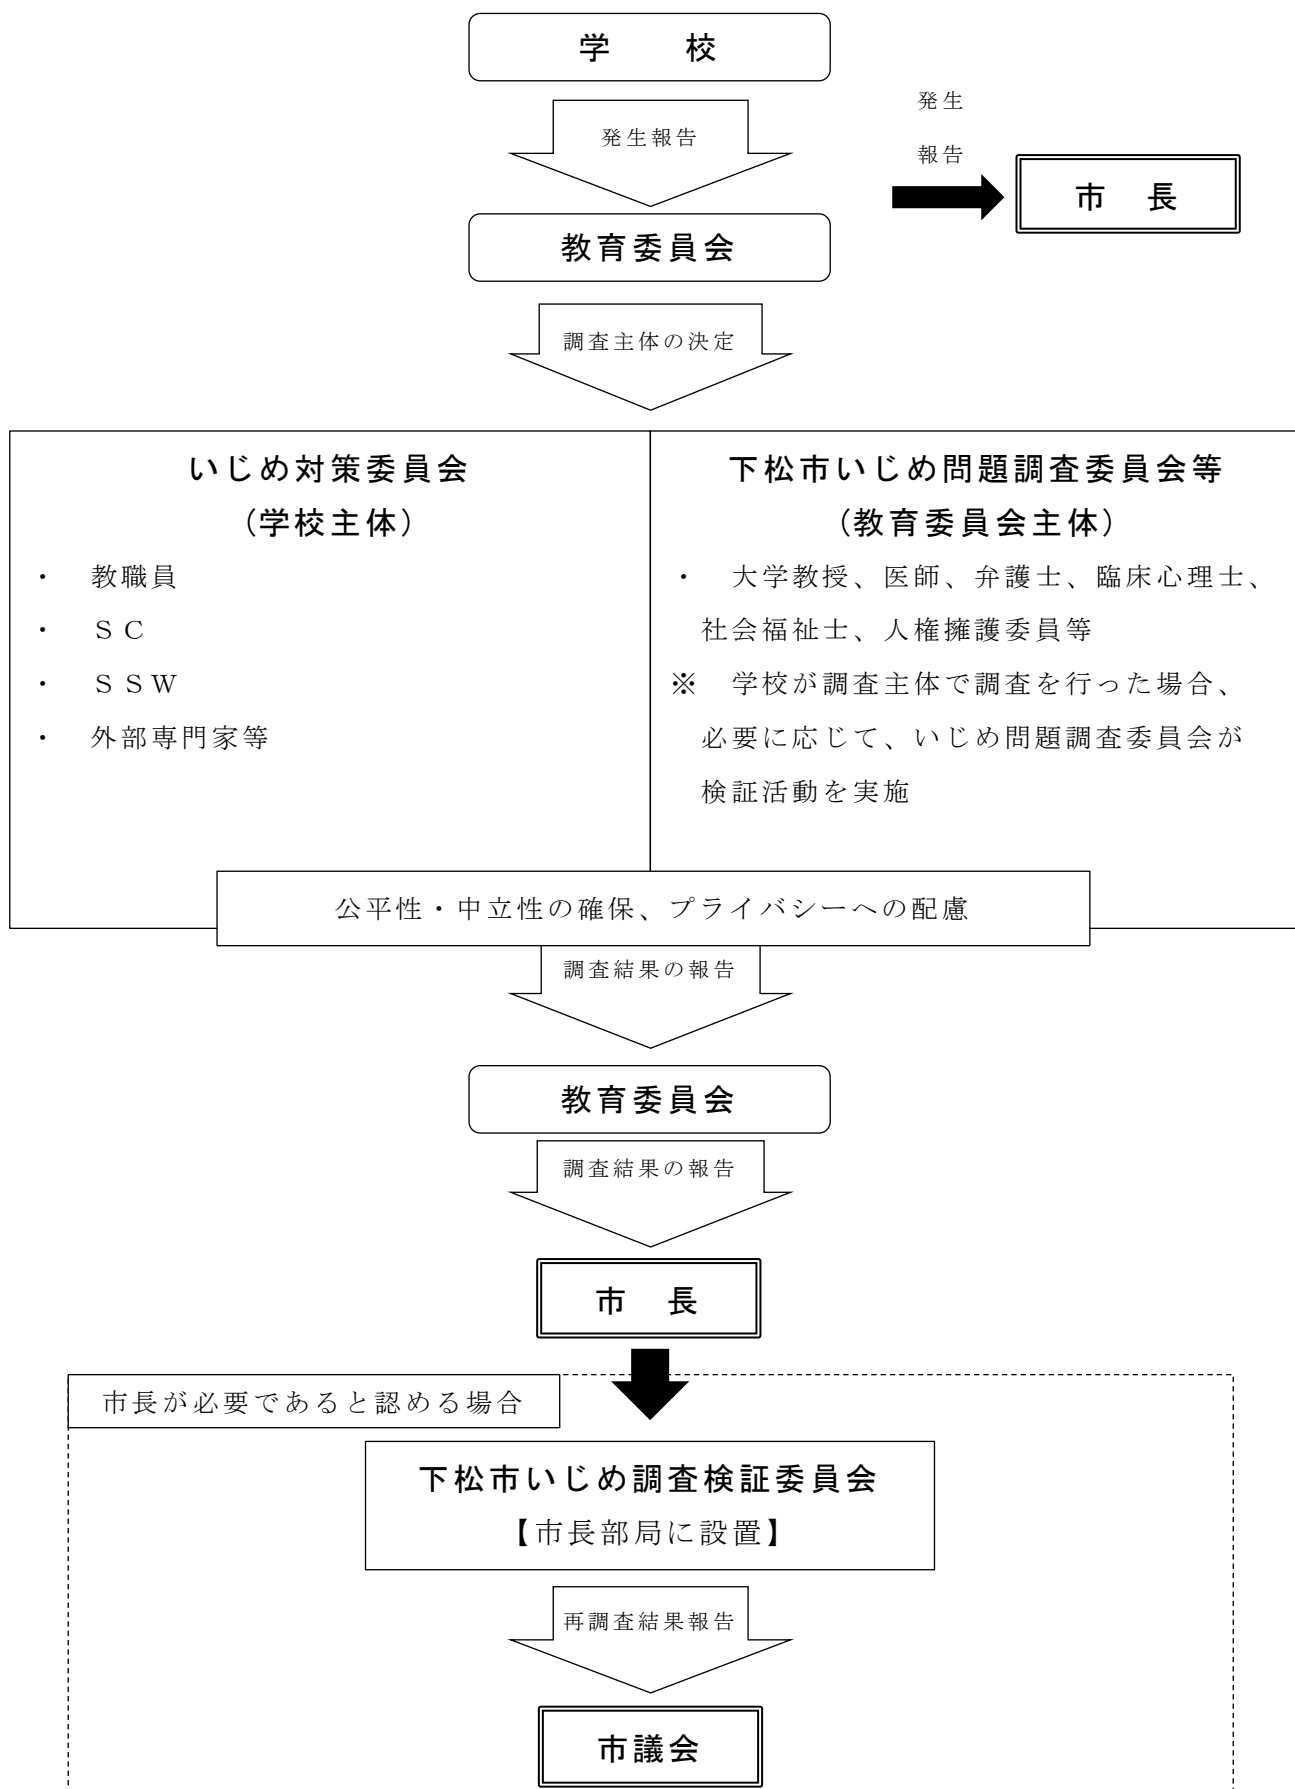 学　校
発生報告
発生
報告
市　長
教育委員会
調査主体の決定
いじめ対策委員会
（学校主体）
・　教職員
・　ＳＣ
・　ＳＳＷ
・　外部専門家等
下松市いじめ問題調査委員会等
（教育委員会主体）
・　大学教授、医師、弁護士、臨床心理士、
社会福祉士、人権擁護委員等
※　学校が調査主体で調査を行った場合、
必要に応じて、いじめ問題調査委員会が
検証活動を実施
公平性・中立性の確保、プライバシーへの配慮
調査結果の報告
教育委員会
調査結果の報告
市　長
市長が必要であると認める場合
下松市いじめ調査検証委員会
【市長部局に設置】
再調査結果報告
市議会